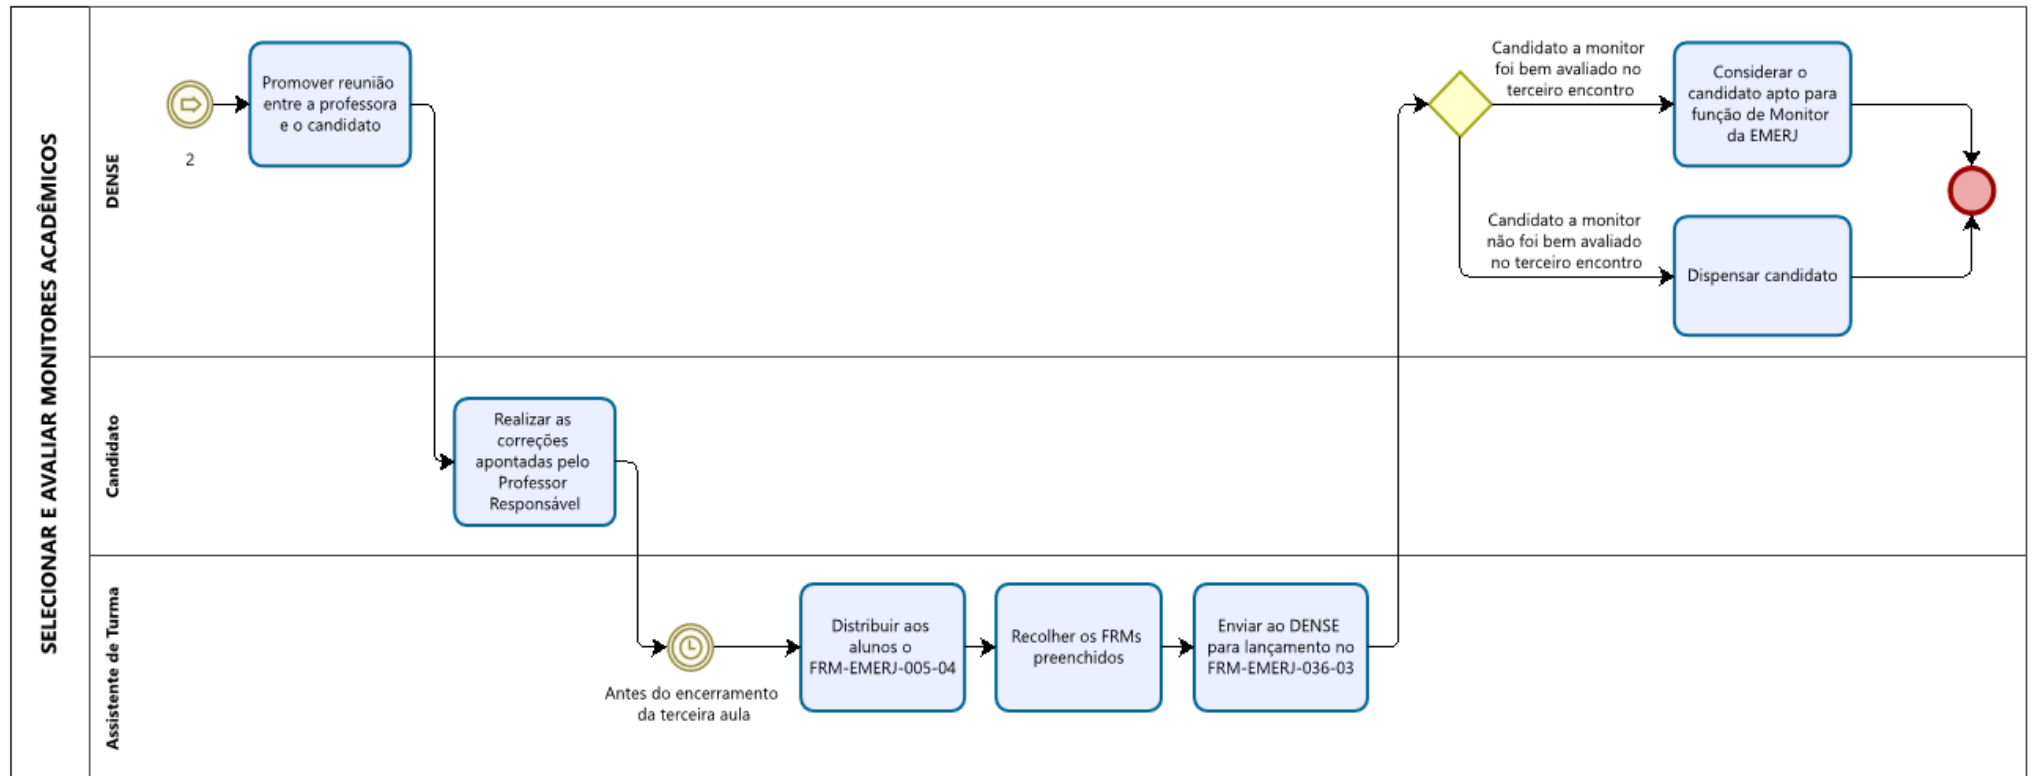 SELECIONAR E AVALIAR MONITORES ACADÊMICOS
DENSE
2
Promover reunião
entre a professora
e o candidato
Candidato a monitor
foi bem avaliado no
terceiro encontro
Considerar o
candidato apto para
função de Monitor
da EMERJ
Candidato a monitor
não foi bem avaliado
no terceiro encontro
Dispensar candidato
Candidato
Realizar as
correções
apontadas pelo
Professor
Responsável
Assistente de Turma
Antes do encerramento
da terceira aula
Distribuir aos
alunos o
FRM-EMERJ-005-04
Recolher os FRMs
preenchidos
Enviar ao DENSE
para lançamento no
FRM-EMERJ-036-03